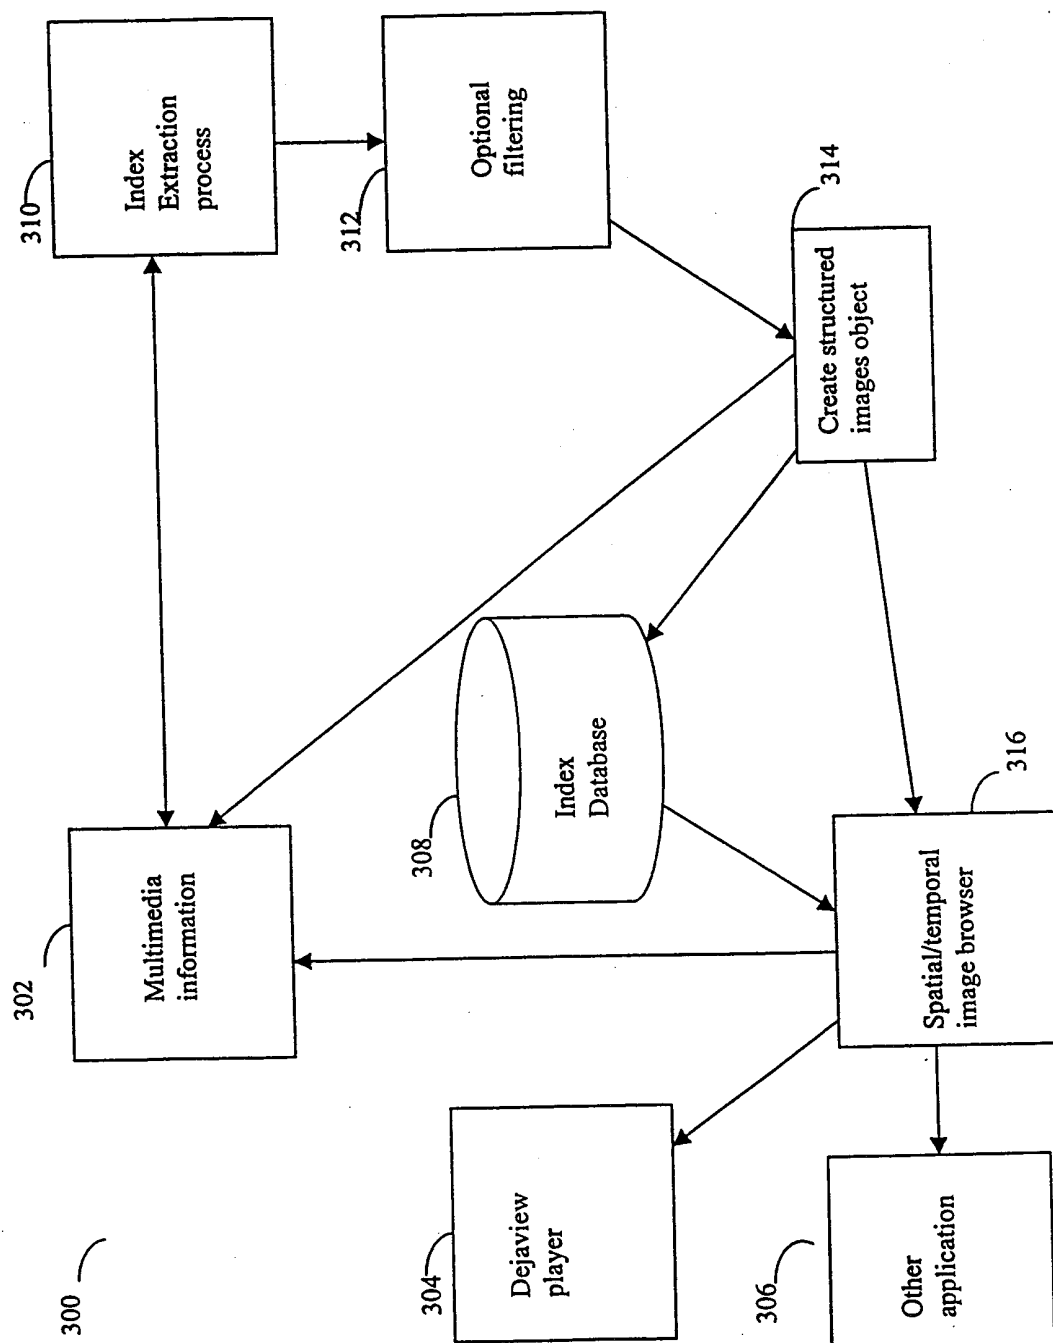 300
302
Multimedia
information
310
Index
Extraction
process
304
Dejaview
player
308
Index
Database
312
Optional
filtering
306
Other
application
316
Spatial/temporal
image browser
314
Create structured
images object